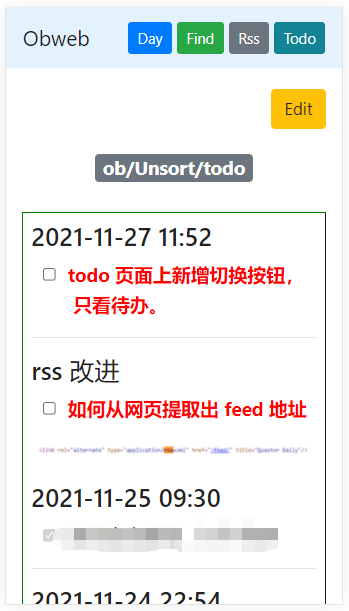 Obweb Day Find Rss Todo
Edit
ob/Unsort/todo
2021-11-27 11:52
todo 页面上新增切换按钮，
只看待办。
rss 改进
如何从网页提取出 feed 地址
<link rel="alternate" type="application/rss+xml" href="/feed/" title="Quastor Daily"/>
2021-11-25 09:30
2021-11-24 22:54